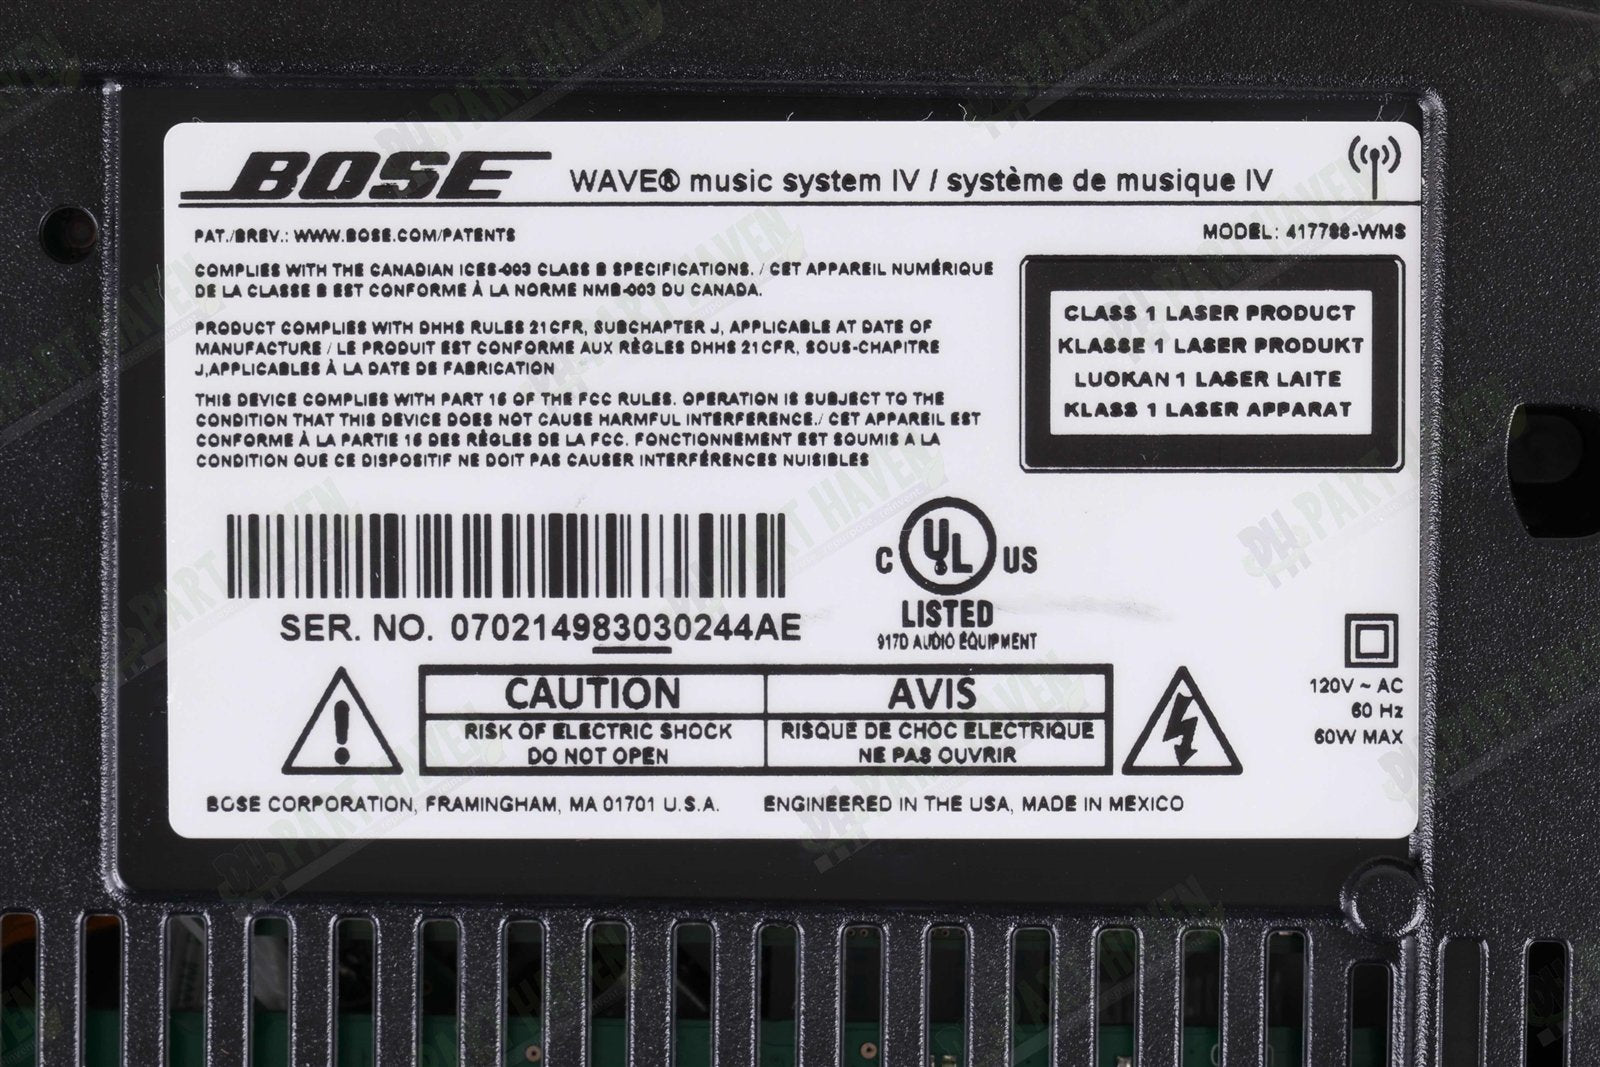 BOSE
WAVE® music system IV / système de musique IV
PAT./BREV.: WWW.BOSE.COM/PATENTS
MODEL: 417788-WMS
COMPLIES WITH THE CANADIAN ICES-003 CLASS B SPECIFICATIONS. / CET APPAREIL NUMÉRIQUE
DE LA CLASSE B EST CONFORME À LA NORME NMB-003 DU CANADA.
PRODUCT COMPLIES WITH DHHS RULES 21 CFR, SUBCHAPTER J, APPLICABLE AT DATE OF
MANUFACTURE / LE PRODUIT EST CONFORME AUX RÈGLES DHHS 21 CFR, SOUS-CHAPITRE
J,APPLICABLES À LA DATE DE FABRICATION
THIS DEVICE COMPLIES WITH PART 15 OF THE FCC RULES. OPERATION IS SUBJECT TO THE
CONDITION THAT THIS DEVICE DOES NOT CAUSE HARMFUL INTERFERENCE./ CET APPAREIL EST
CONFORME À LA PARTIE 15 DES RÈGLES DE LA FCC. FONCTIONNEMENT EST SOUMIS A LA
CONDITION QUE CE DISPOSITIF NE DOIT PAS CAUSER INTERFÉRENCES NUISIBLES
CLASS 1 LASER PRODUCT
KLASSE 1 LASER PRODUKT
LUOKAN 1 LASER LAITE
KLASS 1 LASER APPARAT
SER. NO. 070214983030244AE
C UL US
LISTED
917D AUDIO EQUIPMENT
CAUTION
RISK OF ELECTRIC SHOCK
DO NOT OPEN
AVIS
RISQUE DE CHOC ELECTRIQUE
NE PAS OUVRIR
120V ~ AC
60 Hz
60W MAX
BOSE CORPORATION, FRAMINGHAM, MA 01701 U.S.A.
ENGINEERED IN THE USA, MADE IN MEXICO
PART HAVEN